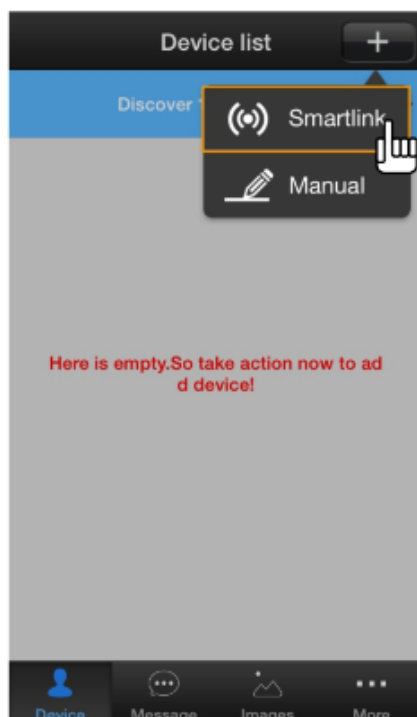 Device list
+
Discover
Smartlink
Manual
Here is empty.So take action now to ad
d device!
Device
Message
Images
More